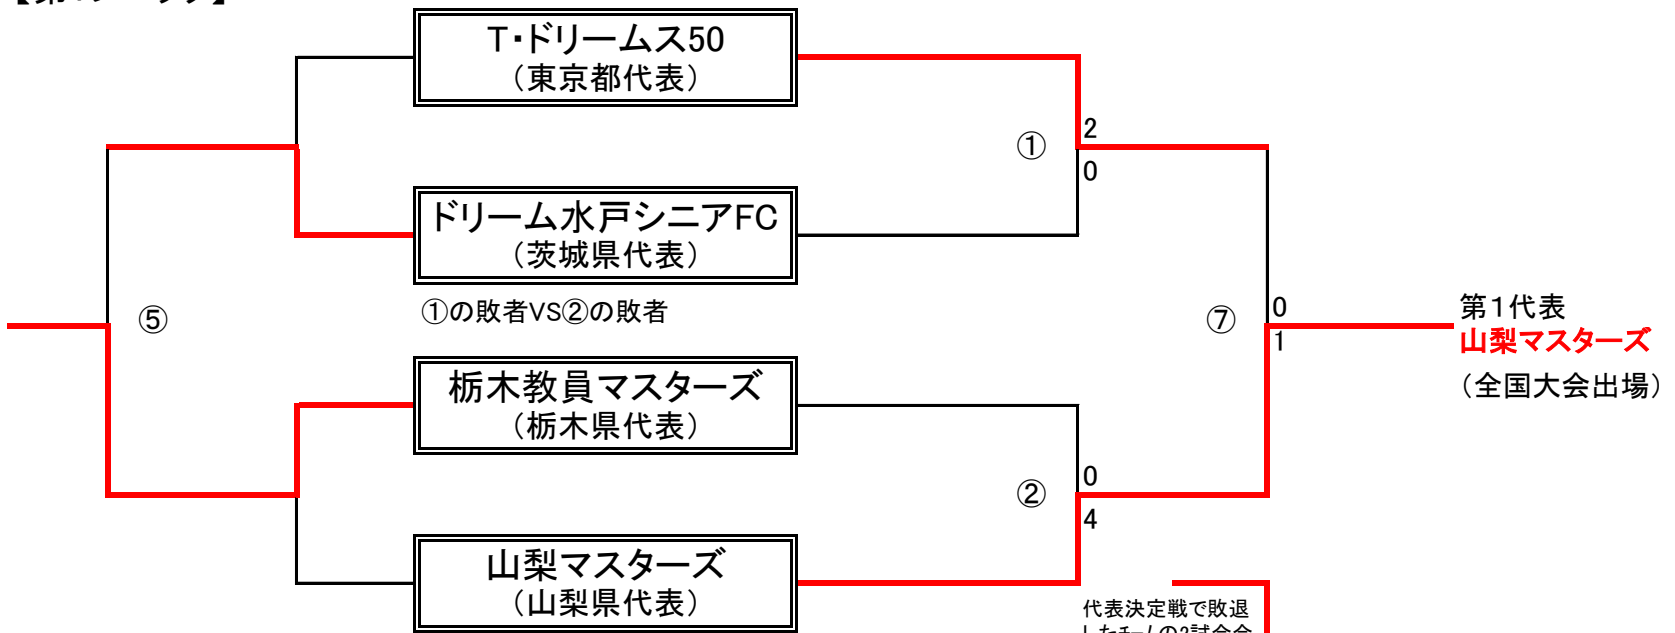 T・ドリームス50
（東京都代表）
2
①
0
ドリーム水戸シニアFC
（茨城県代表）
①の敗者VS②の敗者
⑤
⑦
0
1
第1代表
山梨マスターズ
（全国大会出場）
栃木教員マスターズ
（栃木県代表）
0
②
4
山梨マスターズ
（山梨県代表）
代表決定戦で敗退